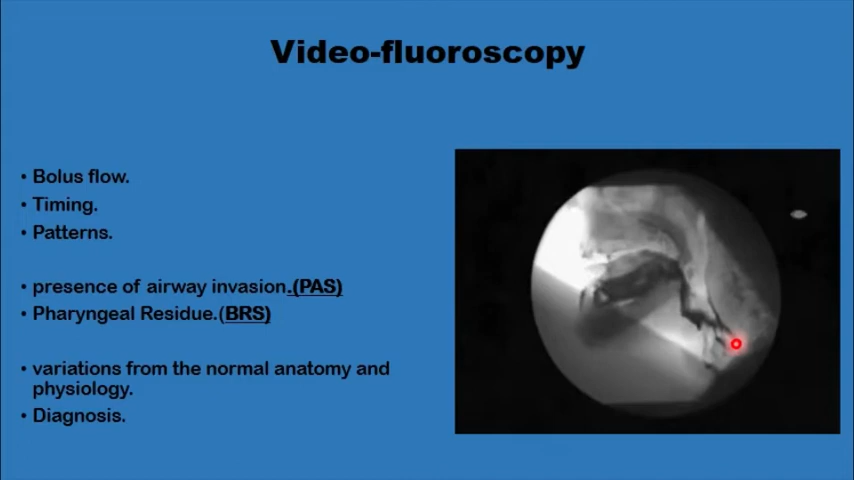 Video-fluoroscopy
• Bolus flow.
• Timing.
• Patterns.
• presence of airway invasion.(PAS)
• Pharyngeal Residue.(BRS)
• variations from the normal anatomy and
physiology.
• Diagnosis.